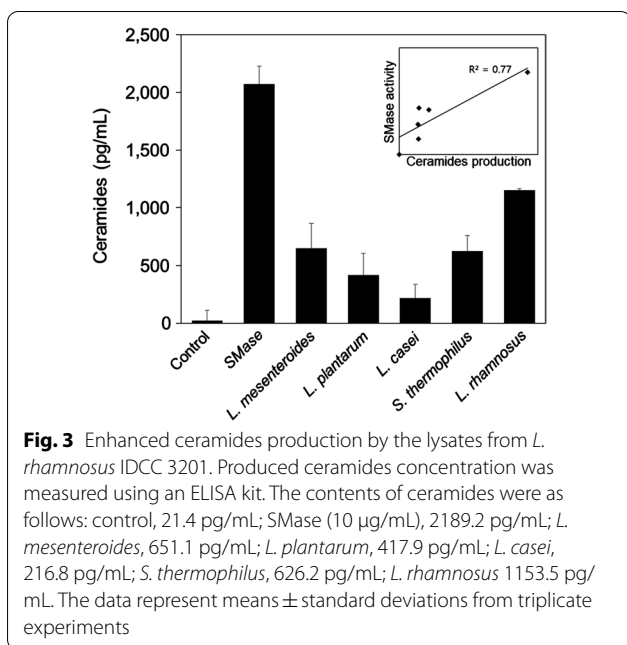 2,500
2,000
1,500
1,000
500
0
Ceramides (pg/mL)
R² = 0.77
SMase activity
Ceramides production
Control
SMase
L. mesenteroides
L. plantarum
L. casei
S. thermophilus
L. rhamnosus
Fig. 3 Enhanced ceramides production by the lysates from L.
rhamnosus IDCC 3201. Produced ceramides concentration was
measured using an ELISA kit. The contents of ceramides were as
follows: control, 21.4 pg/mL; SMase (10 μg/mL), 2189.2 pg/mL; L.
mesenteroides, 651.1 pg/mL; L. plantarum, 417.9 pg/mL; L. casei,
216.8 pg/mL; S. thermophilus, 626.2 pg/mL; L. rhamnosus 1153.5 pg/
mL. The data represent means ± standard deviations from triplicate
experiments